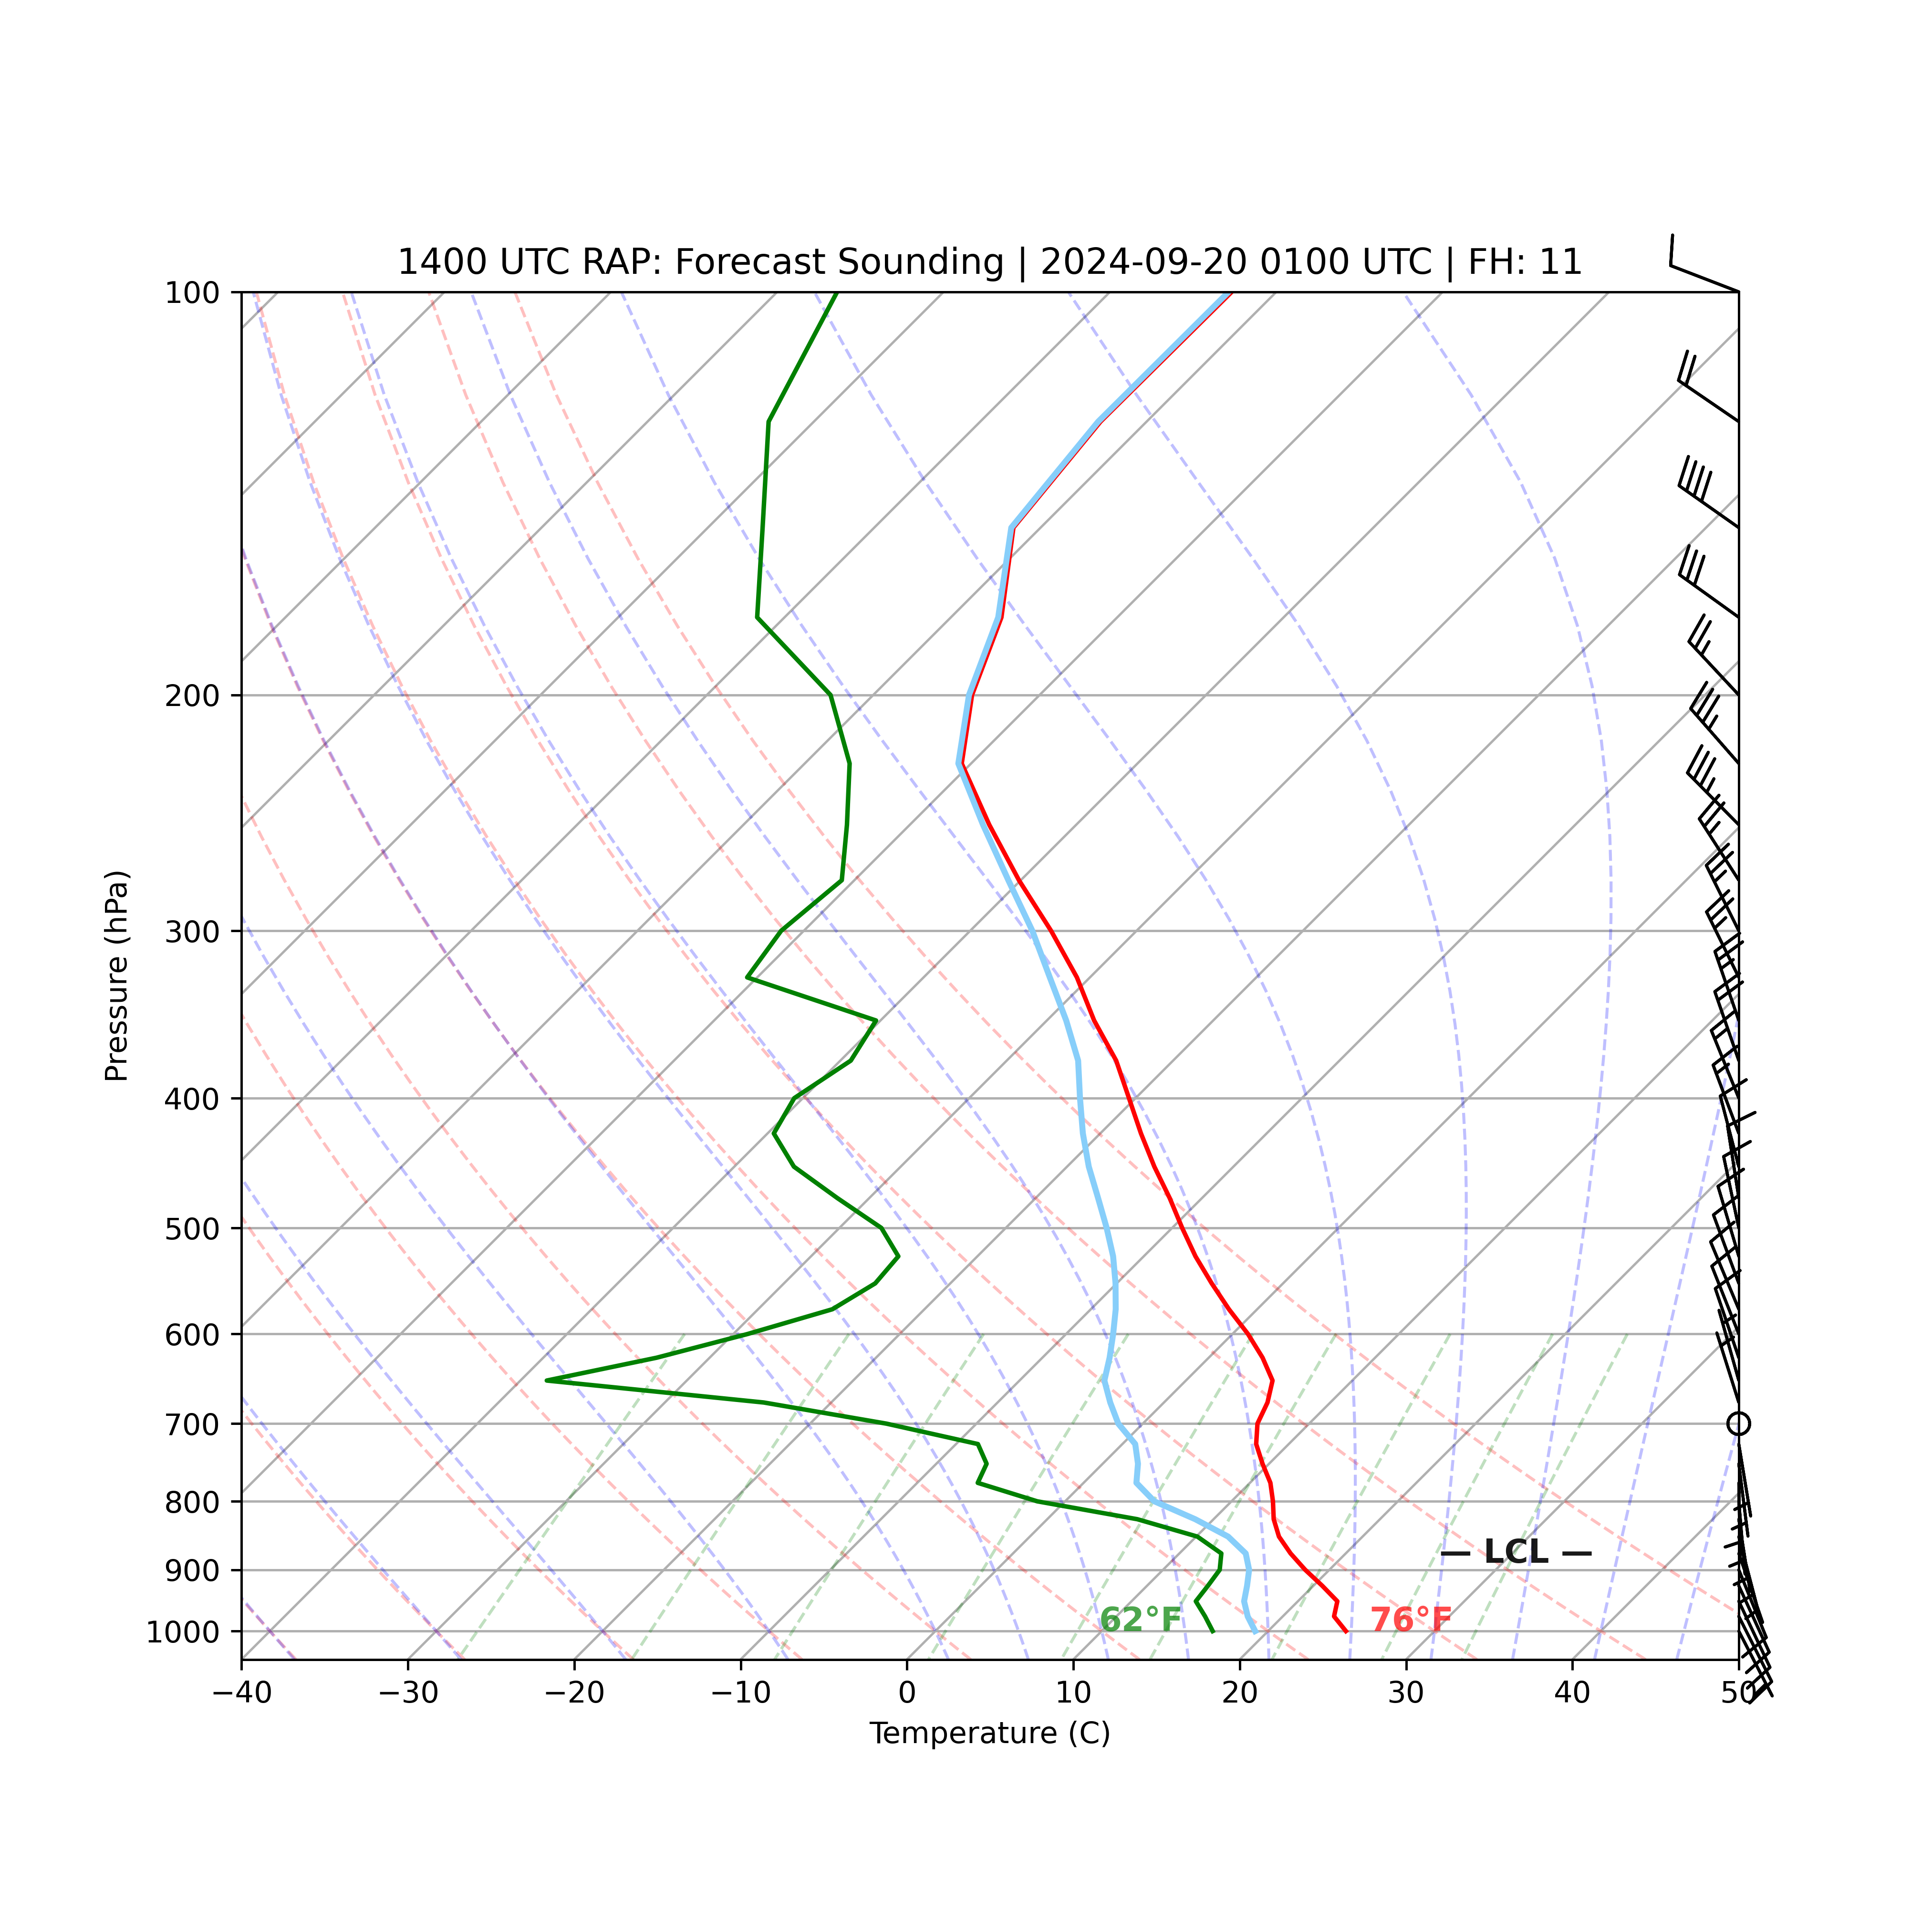 1400 UTC RAP: Forecast Sounding | 2024-09-20 0100 UTC | FH: 11
100
200
300
400
500
600
700
800
900
1000
Pressure (hPa)
— LCL —
62°F
76°F
−40 −30 −20 −10 0 10 20 30 40 50
Temperature (C)